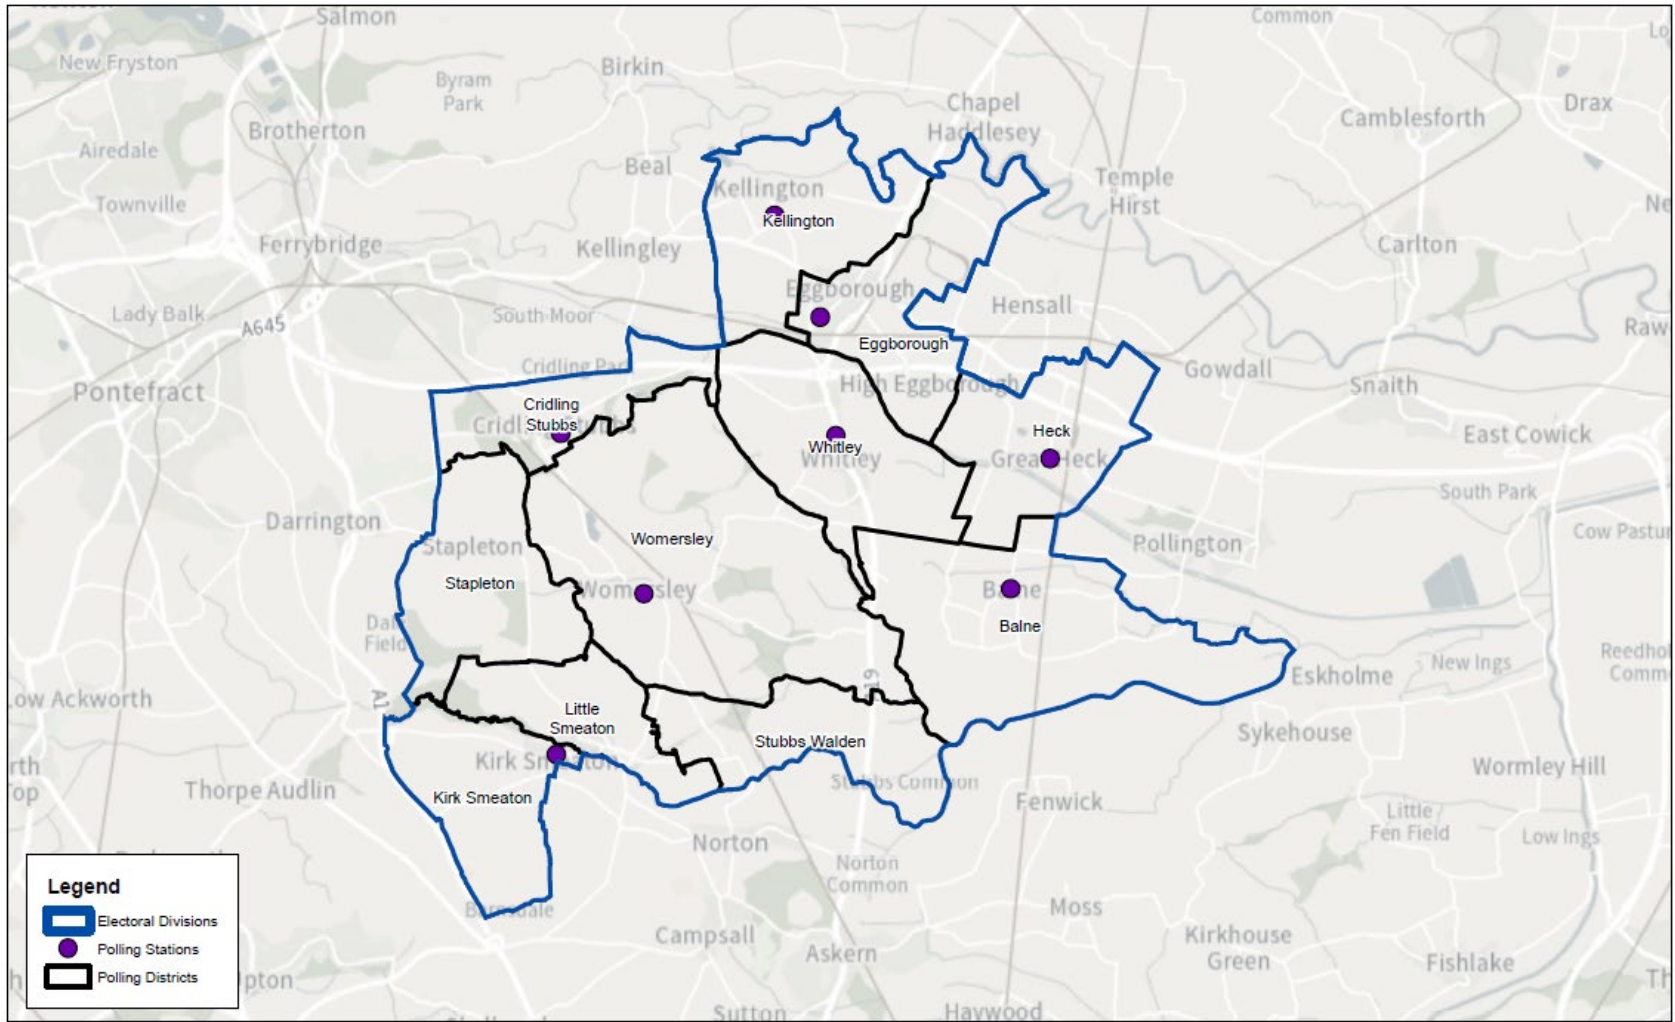 Salmon
Common
New Fryston
Birkin
Byram
Park
Chapel
Haddlesey
Drax
Camblesforth
Brotherton
Airedale
Beal
Temple
Hirst
Kellington
Townville
Kellington
Ferrybridge
Kellingley
Carlton
Eggborough
Hensall
Lady Balk
A645
South Moor
Eggborough
Cridling Park
Gowdall
High Eggborough
Snaith
Pontefract
Cridling
Stubbs
Cridling Stubbs
Heck
East Cowick
Whitley
Whitley
Great Heck
South Park
Darrington
Womersley
Stapleton
Pollington
Stapleton
Womersley
Balne
Balne
Field
New Ings
Eskholme
Low Ackworth
A1
A19
Little
Smeaton
Sykehouse
Stubbs Walden
Kirk Smeaton
Wormley Hill
Stubbs Common
Thorpe Audlin
Kirk Smeaton
Fenwick
Little
Fen Field
Low Ings
Norton
Norton
Common
Legend
Electoral Divisions
Polling Stations
Polling Districts
Barnsdale
Moss
Campsall
Askern
Kirkhouse
Green
Fishlake
Sutton
Haywood